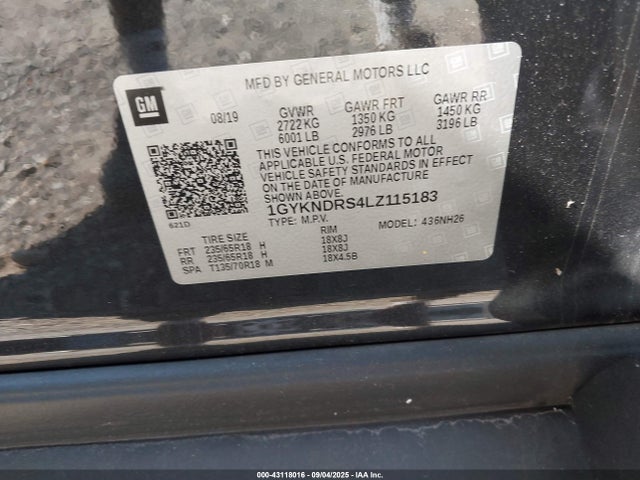 MFD BY GENERAL MOTORS LLC
GM
08/19 GVWR GAWR FRT GAWR RR
2722 KG 1350 KG 1450 KG
6001 LB 2976 LB 3196 LB
THIS VEHICLE CONFORMS TO ALL
APPLICABLE U.S. FEDERAL MOTOR
VEHICLE SAFETY STANDARDS IN EFFECT
ON THE DATE OF MANUFACTURE
SHOWN ABOVE.
1GYKNDRS4LZ115183
621D TYPE: M.P.V. MODEL: 436NH26
TIRE SIZE RIM
FRT 235/65R18 H 18X8J
RR 235/65R18 H 18X8J
SPA T135/70R18 M 18X4.5B
000-43118016 - 09/04/2025 - IAA Inc.